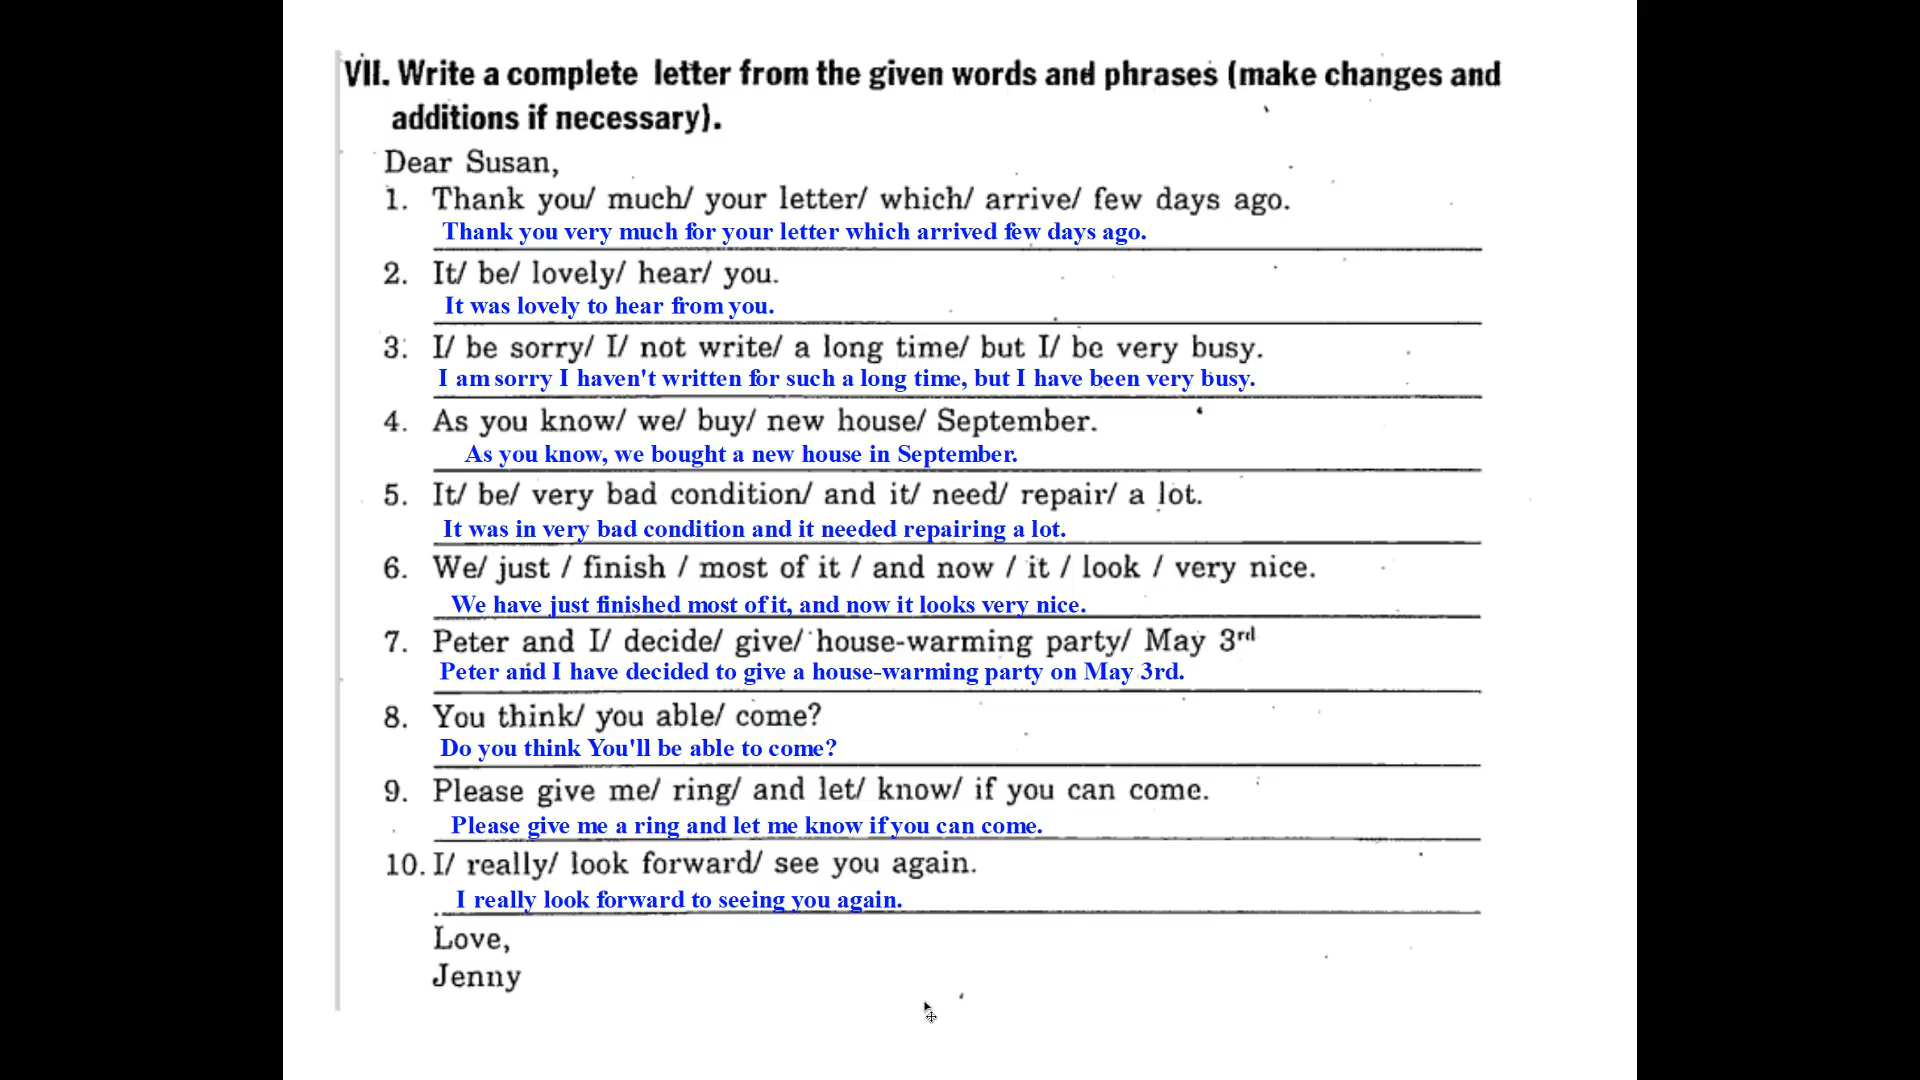 VII. Write a complete letter from the given words and phrases (make changes and
additions if necessary).
Dear Susan,
1. Thank you/ much/ your letter/ which/ arrive/ few days ago.
Thank you very much for your letter which arrived few days ago.
2. It/ be/ lovely/ hear/ you.
It was lovely to hear from you.
3. I/ be sorry/ I/ not write/ a long time/ but I/ be very busy.
I am sorry I haven't written for such a long time, but I have been very busy.
4. As you know/ we/ buy/ new house/ September.
As you know, we bought a new house in September.
5. It/ be/ very bad condition/ and it/ need/ repair/ a lot.
It was in very bad condition and it needed repairing a lot.
6. We/ just / finish / most of it / and now / it / look / very nice.
We have just finished most of it, and now it looks very nice.
7. Peter and I/ decide/ give/ house-warming party/ May 3rd
Peter and I have decided to give a house-warming party on May 3rd.
8. You think/ you able/ come?
Do you think You'll be able to come?
9. Please give me/ ring/ and let/ know/ if you can come.
Please give me a ring and let me know if you can come.
10. I/ really/ look forward/ see you again.
I really look forward to seeing you again.
Love,
Jenny